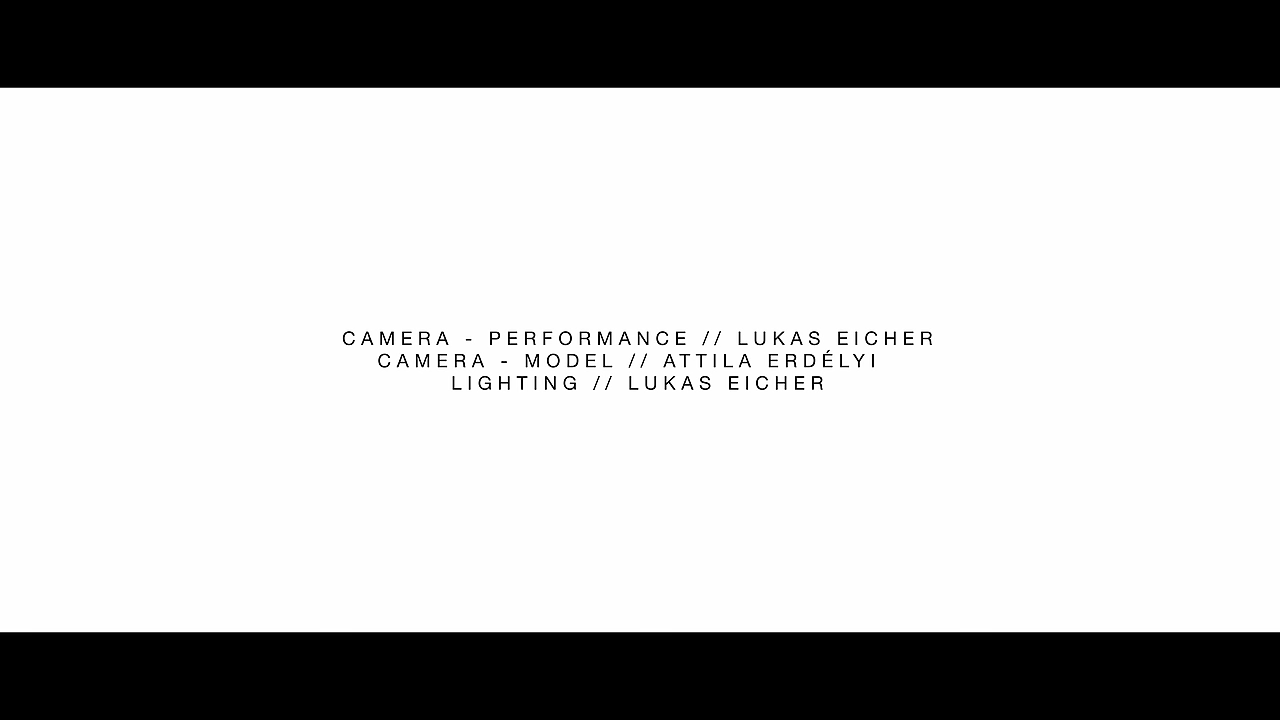 CAMERA - PERFORMANCE // LUKAS EICHER
CAMERA - MODEL // ATTILA ERDÉLYI
LIGHTING // LUKAS EICHER